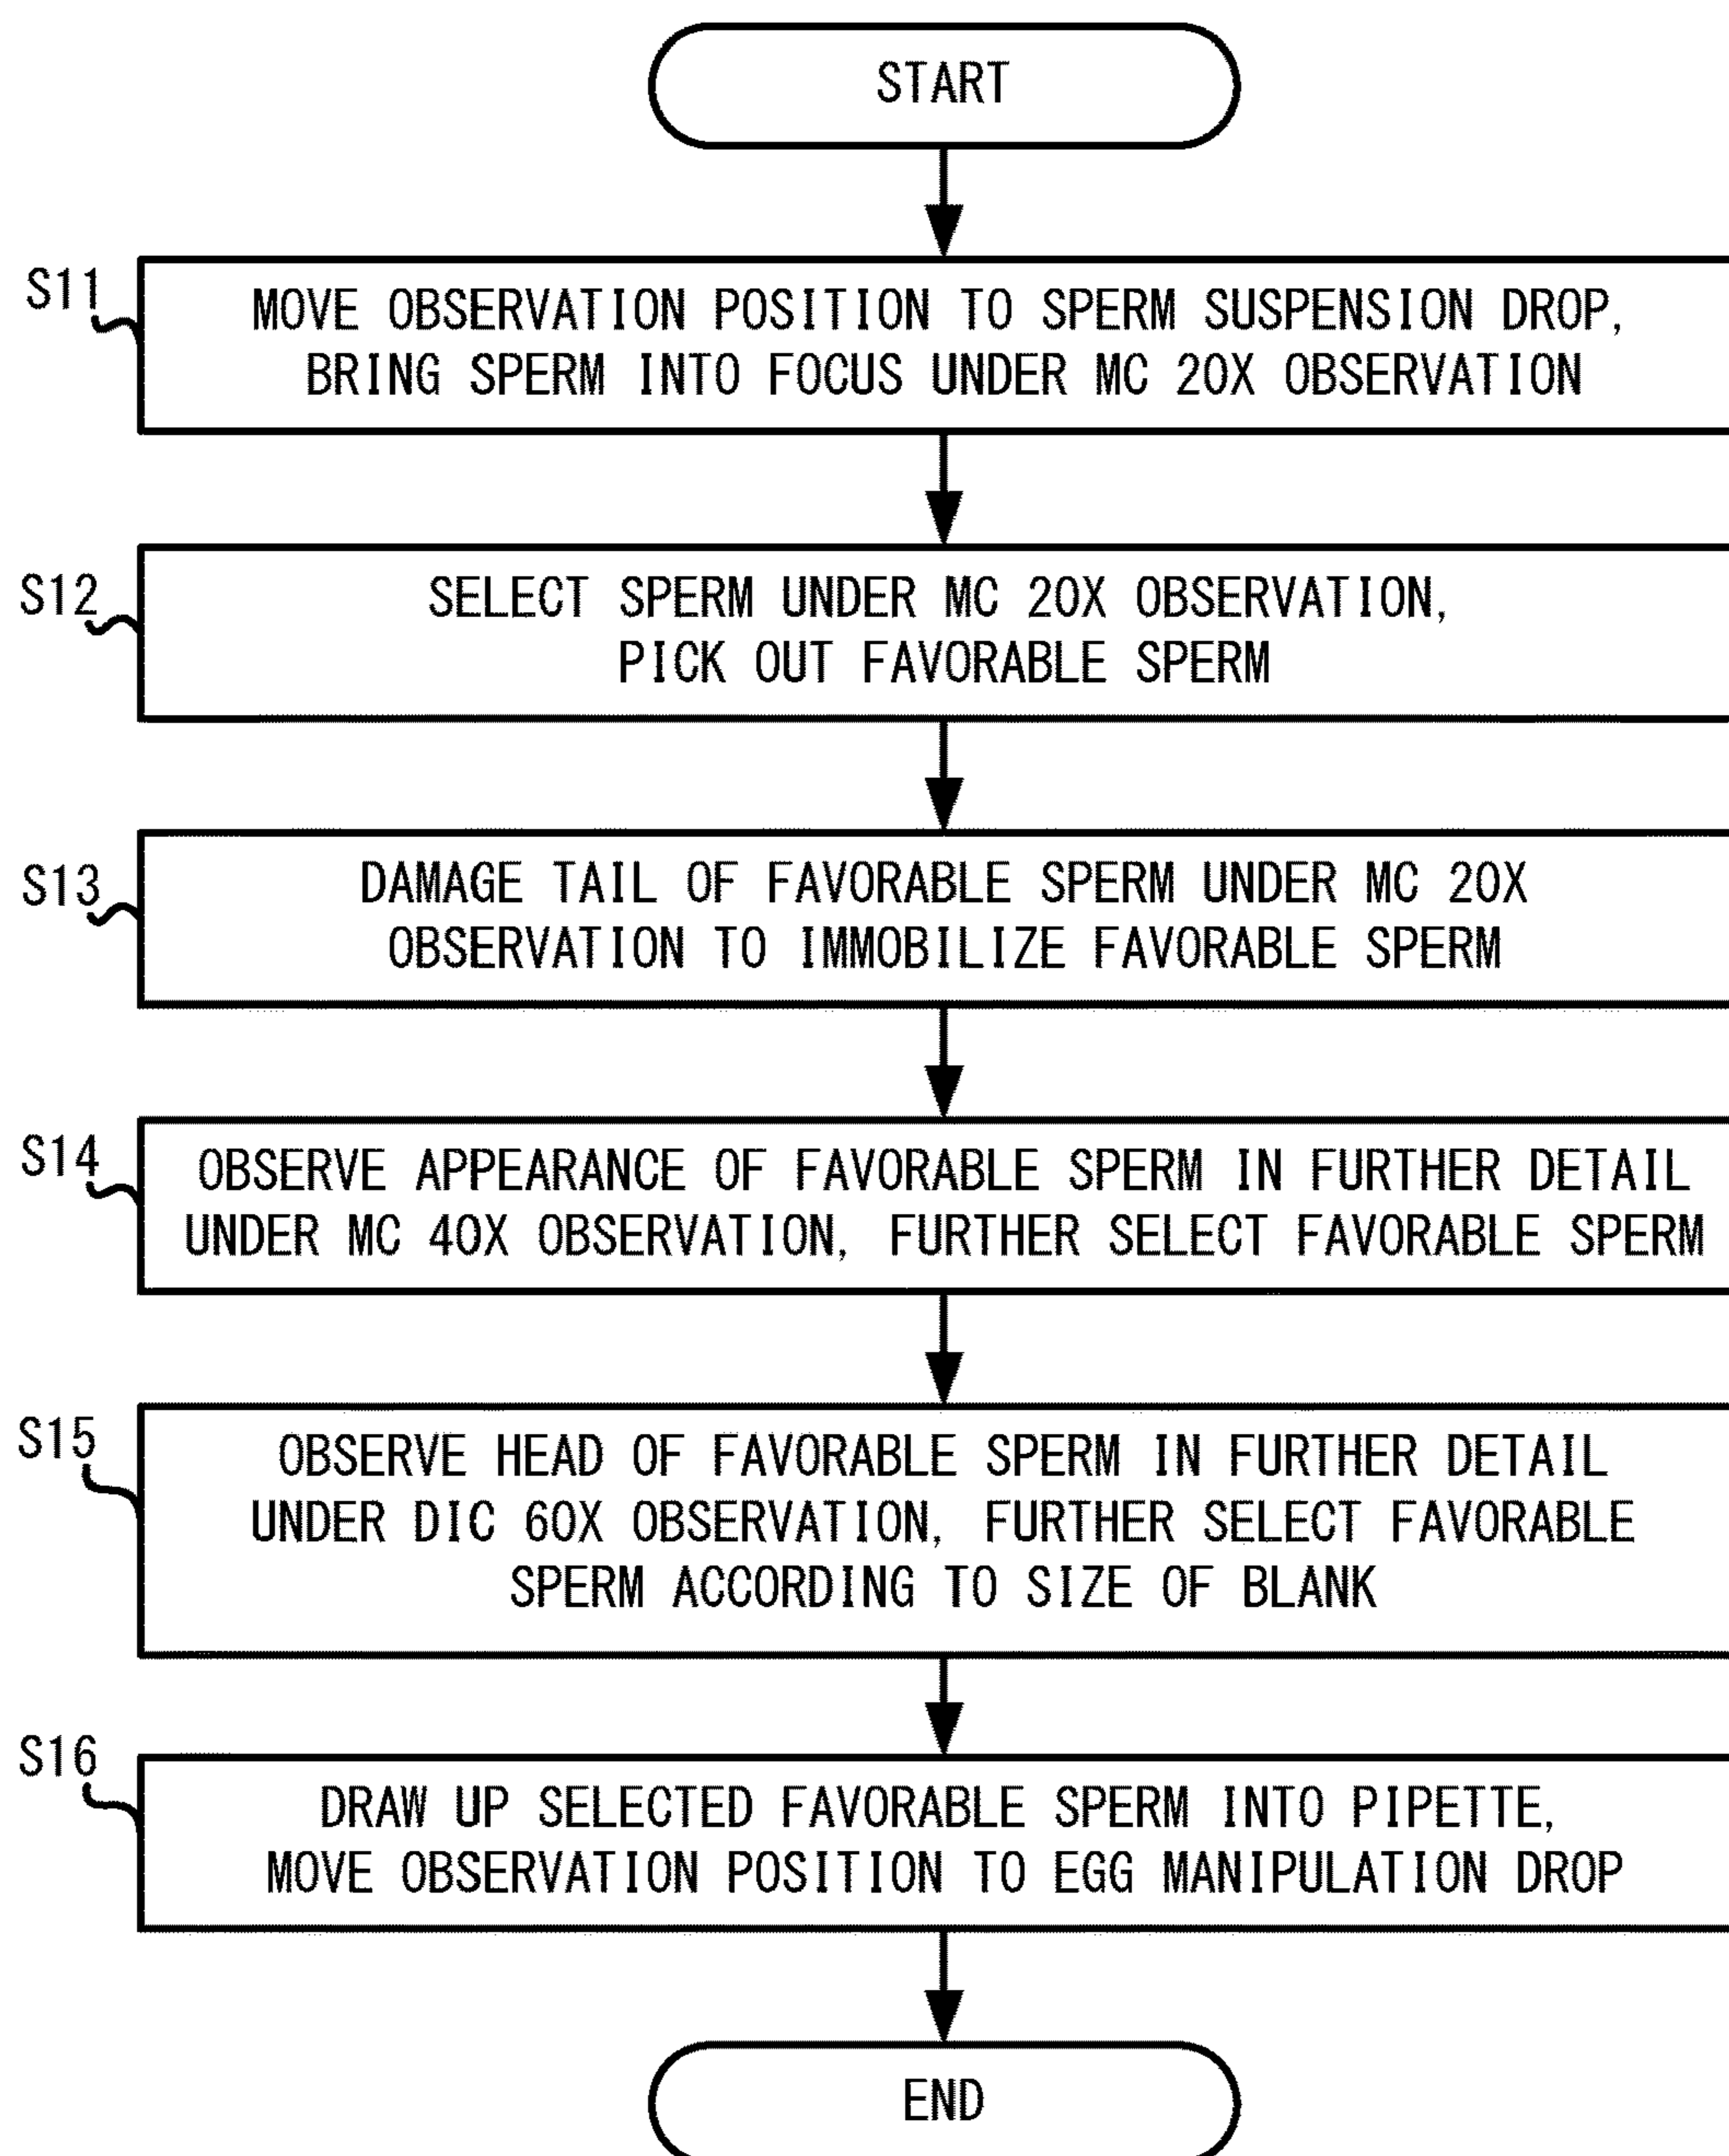 START
S11
MOVE OBSERVATION POSITION TO SPERM SUSPENSION DROP,
BRING SPERM INTO FOCUS UNDER MC 20X OBSERVATION
S12
SELECT SPERM UNDER MC 20X OBSERVATION,
PICK OUT FAVORABLE SPERM
S13
DAMAGE TAIL OF FAVORABLE SPERM UNDER MC 20X
OBSERVATION TO IMMOBILIZE FAVORABLE SPERM
S14
OBSERVE APPEARANCE OF FAVORABLE SPERM IN FURTHER DETAIL
UNDER MC 40X OBSERVATION, FURTHER SELECT FAVORABLE SPERM
S15
OBSERVE HEAD OF FAVORABLE SPERM IN FURTHER DETAIL
UNDER DIC 60X OBSERVATION, FURTHER SELECT FAVORABLE
SPERM ACCORDING TO SIZE OF BLANK
S16
DRAW UP SELECTED FAVORABLE SPERM INTO PIPETTE,
MOVE OBSERVATION POSITION TO EGG MANIPULATION DROP
END